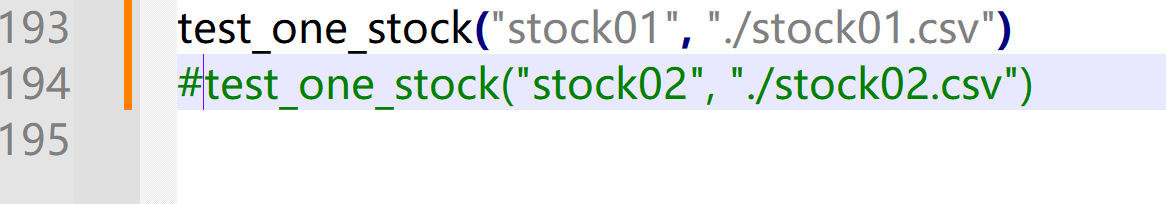 193 test_one_stock("stock01", "./stock01.csv")
194 #test_one_stock("stock02", "./stock02.csv")
195